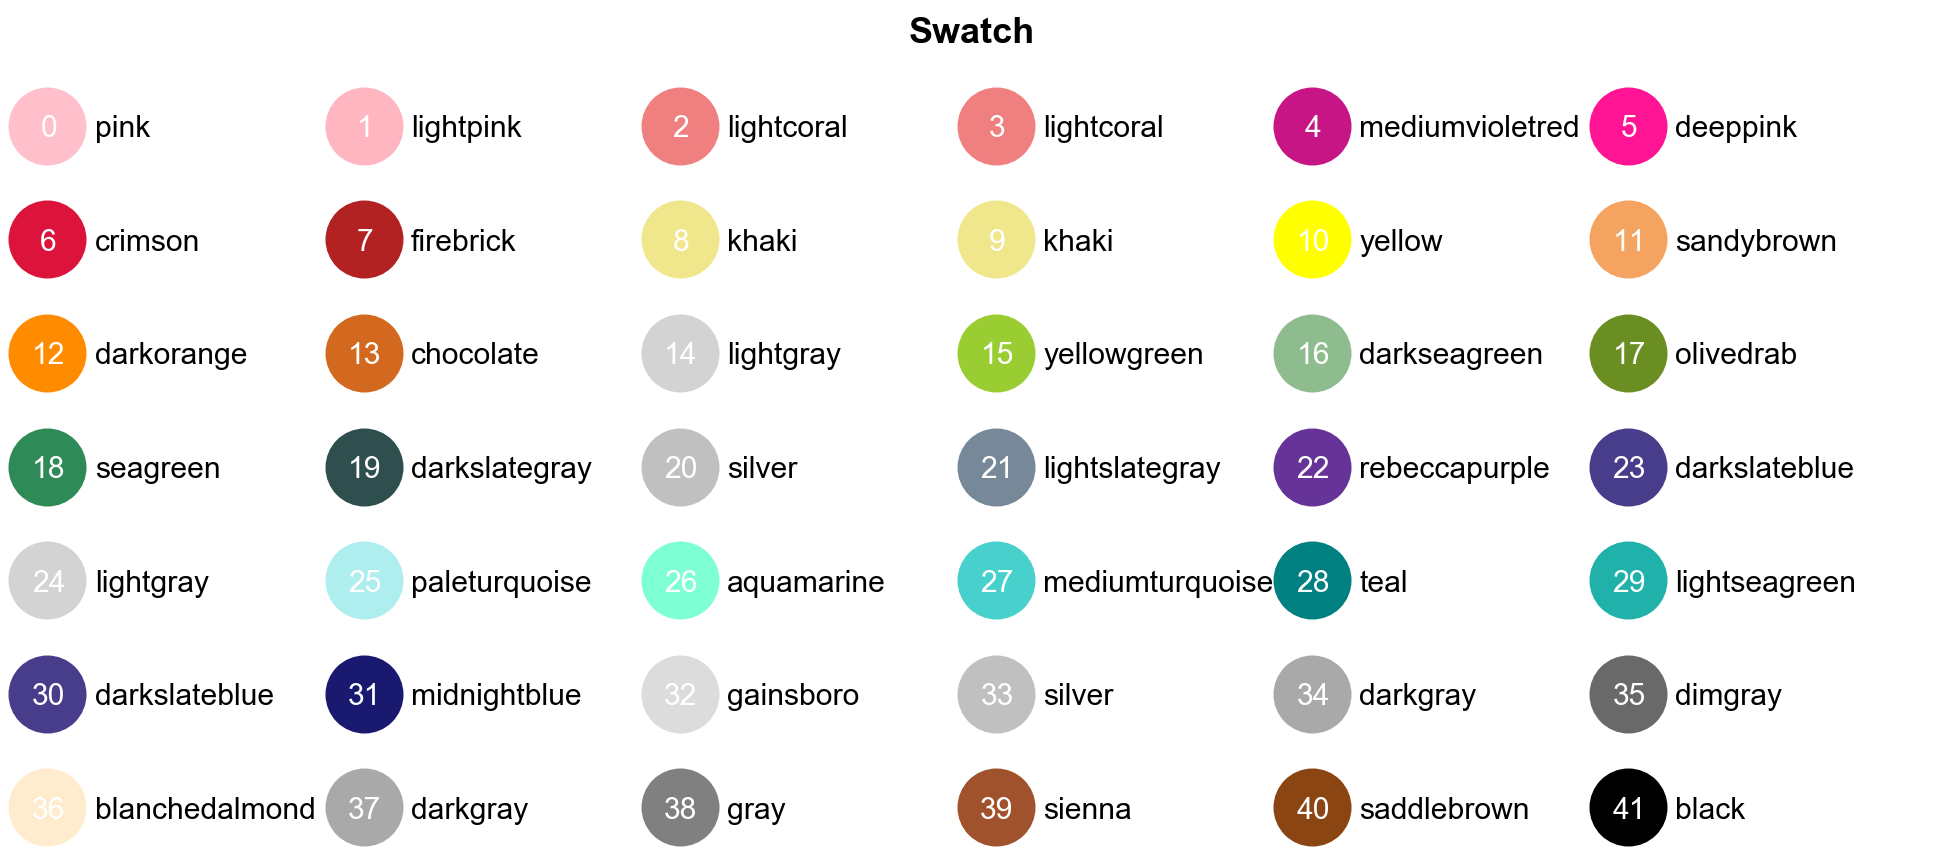 Swatch
0 pink 1 lightpink 2 lightcoral 3 lightcoral 4 mediumvioletred 5 deeppink
6 crimson 7 firebrick 8 khaki 9 khaki 10 yellow 11 sandybrown
12 darkorange 13 chocolate 14 lightgray 15 yellowgreen 16 darkseagreen 17 olivedrab
18 seagreen 19 darkslategray 20 silver 21 lightslategray 22 rebeccapurple 23 darkslateblue
24 lightgray 25 paleturquoise 26 aquamarine 27 mediumturquoise 28 teal 29 lightseagreen
30 darkslateblue 31 midnightblue 32 gainsboro 33 silver 34 darkgray 35 dimgray
36 blanchedalmond 37 darkgray 38 gray 39 sienna 40 saddlebrown 41 black